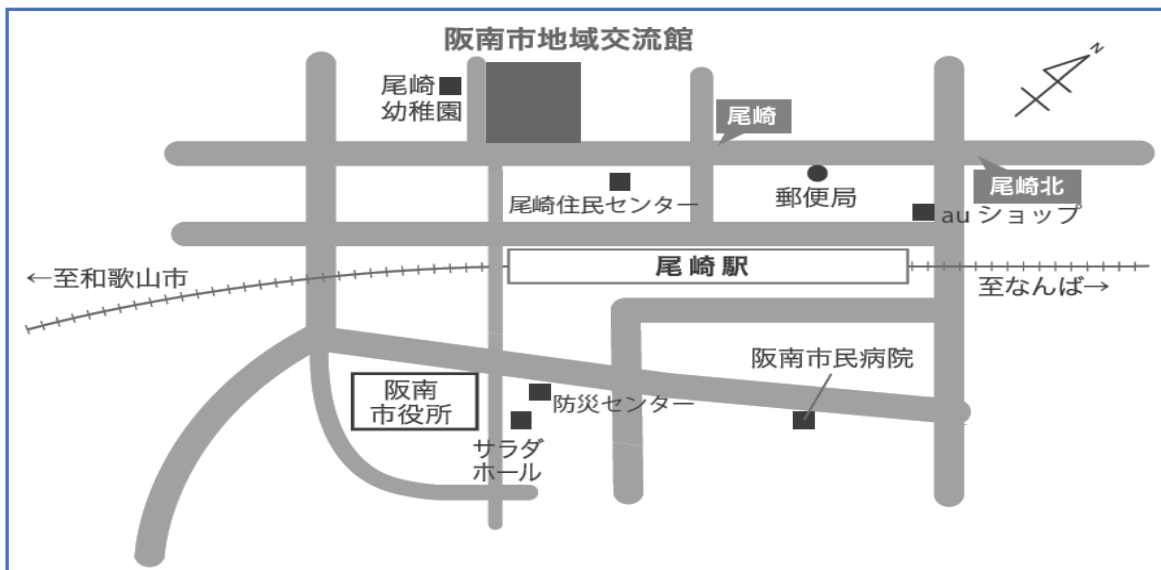 阪南市地域交流館
N
尾崎
幼稚園
尾崎
尾崎住民センター
郵便局
尾崎北
auショップ
尾崎駅
←至和歌山市
至なんば→
阪南市民病院
阪南
市役所
防災センター
サラダ
ホール